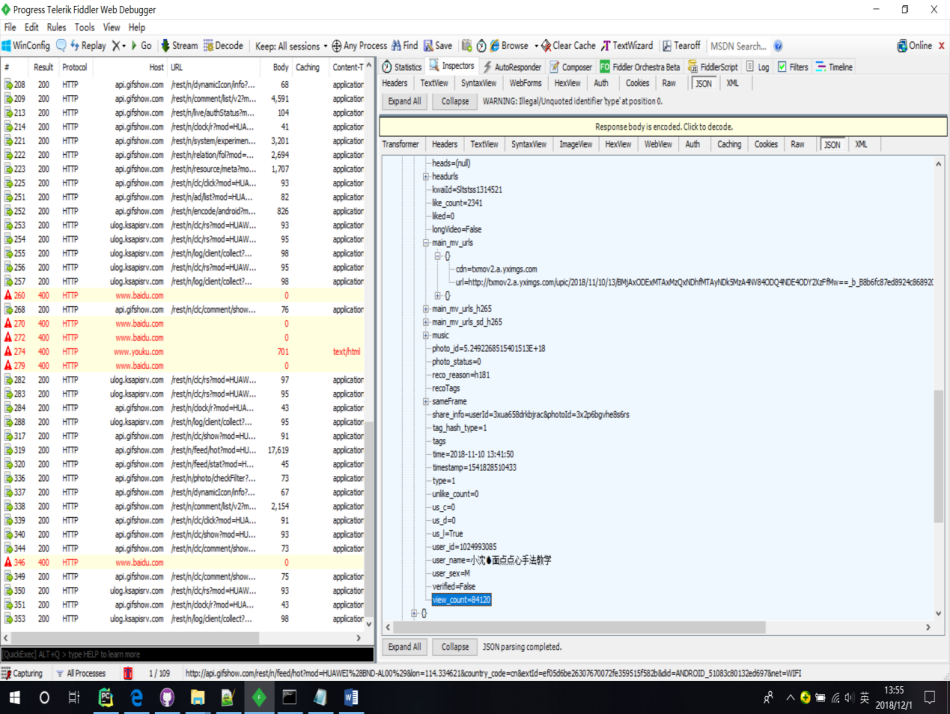 Progress Telerik Fiddler Web Debugger
File Edit Rules Tools View Help
WinConfig Replay X Go Stream Decode Keep: All sessions Any Process Find Save Browse Clear Cache TextWizard Tearoff MSDN Search... Online X
# Result Protocol Host URL Body Caching Content-T
208 200 HTTP api.gifshow.com /rest/n/dynamicIcon/info?... 68 application
209 200 HTTP api.gifshow.com /rest/n/comment/list/v2?m... 4,591 application
213 200 HTTP api.gifshow.com /rest/n/live/authStatus?m... 104 application
214 200 HTTP api.gifshow.com /rest/n/clock/r?mod=HUA... 41 application
221 200 HTTP api.gifshow.com /rest/n/system/experimen... 3,201 application
222 200 HTTP api.gifshow.com /rest/n/relation/fol?mod=... 2,694 application
223 200 HTTP api.gifshow.com /rest/n/resource/meta?mo... 1,707 application
225 200 HTTP api.gifshow.com /rest/n/clc/click?mod=HUA... 93 application
251 200 HTTP api.gifshow.com /rest/n/ad/list?mod=HUA... 82 application
252 200 HTTP api.gifshow.com /rest/n/encode/android?m... 826 application
253 200 HTTP ulog.ksapisrv.com /rest/n/clc/rs?mod=HUAW... 93 application
254 200 HTTP ulog.ksapisrv.com /rest/n/clc/rs?mod=HUAW... 95 application
255 200 HTTP ulog.ksapisrv.com /rest/n/log/client/collect?... 98 application
256 200 HTTP ulog.ksapisrv.com /rest/n/clc/rs?mod=HUAW... 95 application
257 200 HTTP ulog.ksapisrv.com /rest/n/log/client/collect?... 98 application
260 400 HTTP www.baidu.com 0
268 200 HTTP api.gifshow.com /rest/n/clc/comment/show... 76 application
270 400 HTTP www.baidu.com 0
272 400 HTTP www.baidu.com 0
274 400 HTTP www.youku.com 701 text/html
279 400 HTTP www.baidu.com 0
282 200 HTTP ulog.ksapisrv.com /rest/n/clc/rs?mod=HUAW... 97 application
283 200 HTTP ulog.ksapisrv.com /rest/n/clc/rs?mod=HUAW... 95 application
284 200 HTTP api.gifshow.com /rest/n/clock/r?mod=HUA... 43 application
288 200 HTTP ulog.ksapisrv.com /rest/n/log/client/collect?... 95 application
317 200 HTTP api.gifshow.com /rest/n/clc/show?mod=HU... 91 application
319 200 HTTP api.gifshow.com /rest/n/feed/hot?mod=HU... 17,619 application
320 200 HTTP api.gifshow.com /rest/n/feed/stat?mod=H... 45 application
336 200 HTTP api.gifshow.com /rest/n/photo/checkFilter?... 73 application
337 200 HTTP api.gifshow.com /rest/n/dynamicIcon/info?... 67 application
338 200 HTTP api.gifshow.com /rest/n/comment/list/v2?m... 2,154 application
339 200 HTTP api.gifshow.com /rest/n/clc/click?mod=HUA... 91 application
340 200 HTTP api.gifshow.com /rest/n/clc/show?mod=HU... 93 application
344 200 HTTP api.gifshow.com /rest/n/clc/comment/show... 73 application
346 400 HTTP www.baidu.com 0
349 200 HTTP api.gifshow.com /rest/n/clc/comment/show... 75 application
350 200 HTTP ulog.ksapisrv.com /rest/n/clc/rs?mod=HUAW... 93 application
351 200 HTTP api.gifshow.com /rest/n/clock/r?mod=HUA... 43 application
353 200 HTTP ulog.ksapisrv.com /rest/n/log/client/collect?... 98 application
[QuickExec] ALT+Q > type HELP to learn more
Statistics Inspectors AutoResponder Composer Fiddler Orchestra Beta FiddlerScript Log Filters Timeline
Headers TextView SyntaxView WebForms HexView Auth Cookies Raw JSON XML
Expand All Collapse WARNING: Illegal/Unquoted identifier 'type' at position 0.
Response body is encoded. Click to decode.
Transformer Headers TextView SyntaxView ImageView HexView WebView Auth Caching Cookies Raw JSON XML
heads=(null)
headurls
kwaiId=Sltstss1314521
like_count=2341
liked=0
longVideo=False
main_mv_urls
{}
cdn=txmov2.a.yximgs.com
url=http://txmov2.a.yximgs.com/upic/2018/11/10/13/BMjAxODExMTAxMzQxNDhfMTAyNDk5MzA4NV84ODQ4NDE4ODY2XzFfMw==_b_B8b6fc87ed8924c868920
{}
main_mv_urls_h265
main_mv_urls_sd_h265
music
photo_id=5.2492268515401513E+18
photo_status=0
reco_reason=h181
recoTags
sameFrame
share_info=userId=3xua658drkbjrac&photoId=3x2p6bgvhe8s6rs
tag_hash_type=1
tags
time=2018-11-10 13:41:50
timestamp=1541828510433
type=1
unlike_count=0
us_c=0
us_d=0
us_l=True
user_id=1024993085
user_name=小沈面点点心手法教学
user_sex=M
verified=False
view_count=84120
{}
Expand All Collapse JSON parsing completed.
Capturing All Processes 1 / 109 http://api.gifshow.com/rest/n/feed/hot?mod=HUAWEI%28BND-AL00%29&lon=114.334621&country_code=cn&extId=ef05d6be26307670072fe359515f582b&did=ANDROID_51083c80132ed697&net=WIFI
英 13:55
2018/12/1